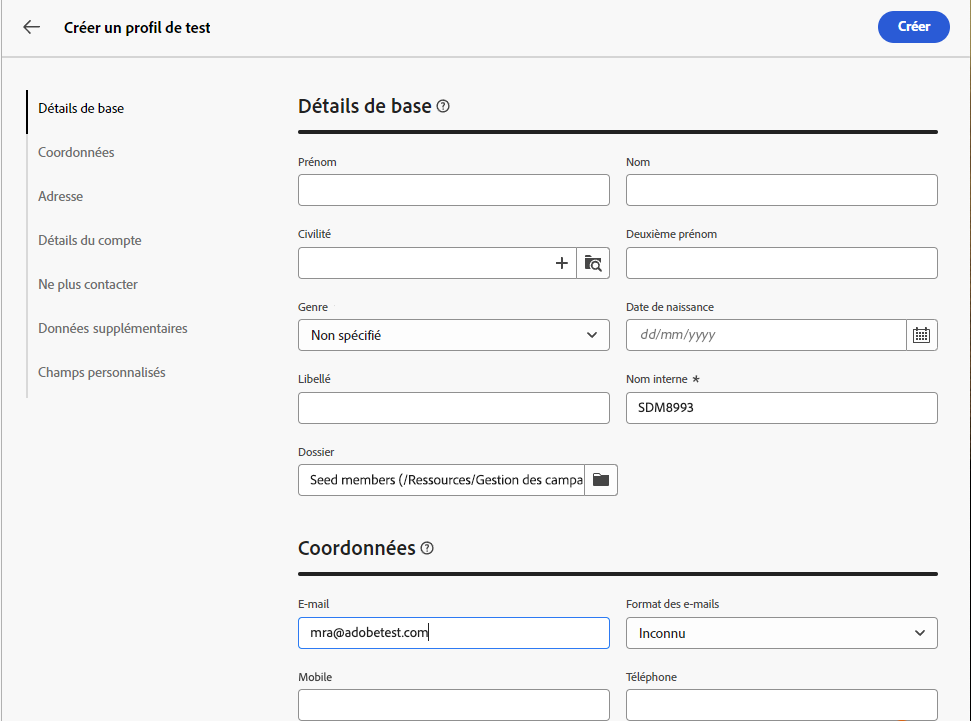 Créer un profil de test
Créer
Détails de base
Coordonnées
Adresse
Détails du compte
Ne plus contacter
Données supplémentaires
Champs personnalisés
Détails de base
Prénom
Nom
Civilité
Deuxième prénom
Genre
Date de naissance
Non spécifié
dd/mm/yyyy
Libellé
Nom interne *
SDM8993
Dossier
Seed members (/Ressources/Gestion des campa
Coordonnées
E-mail
Format des e-mails
mra@adobetest.com
Inconnu
Mobile
Téléphone